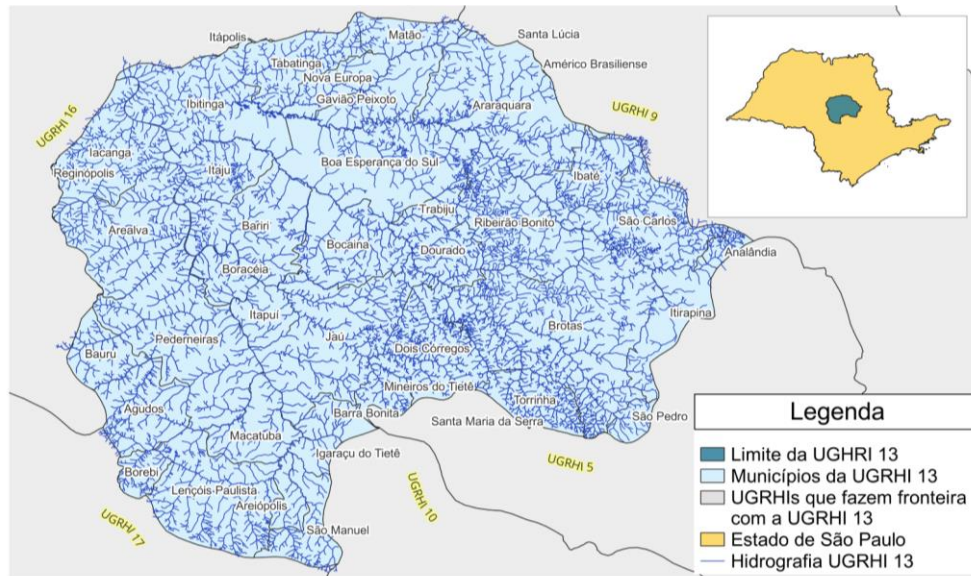 Itápolis
Matão
Santa Lúcia
Tabatinga
Américo Brasiliense
Nova Europa
Ibitinga
Gavião Peixoto
Araraquara
UGRHI 9
UGRHI 16
Iacanga
Boa Esperança do Sul
Reginópolis
Itaju
Ibaté
Trabiju
Arealva
Bariri
Ribeirão Bonito
São Carlos
Bocaina
Dourado
Analândia
Boracéia
Itapuí
Itirapina
Pederneiras
Jaú
Brotas
Bauru
Dois Córregos
Mineiros do Tietê
Agudos
Barra Bonita
Torrinha
São Pedro
Santa Maria da Serra
Macatuba
Igaraçu do Tietê
UGRHI 5
Borebi
Lençóis Paulista
UGRHI 10
Areiópolis
UGRHI 17
São Manuel
Legenda
Limite da UGHRI 13
Municípios da UGRHI 13
UGRHIs que fazem fronteira
com a UGRHI 13
Estado de São Paulo
Hidrografia UGRHI 13